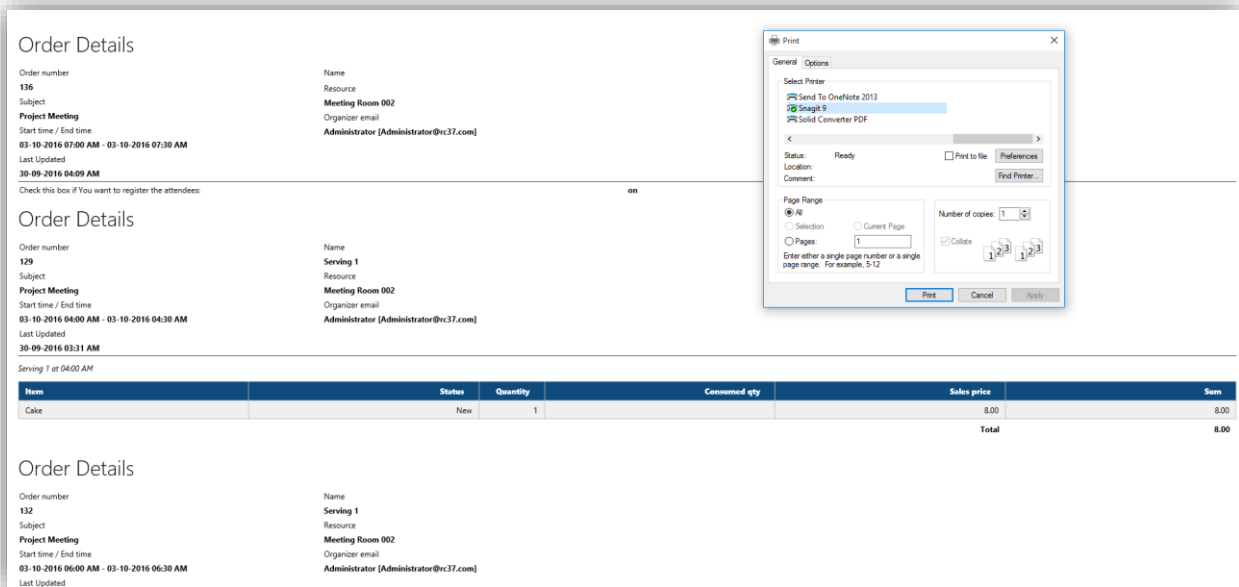 Order Details
Order number Name
136 Resource
Subject Meeting Room 002
Project Meeting Organizer email
Start time / End time Administrator [Administrator@rc37.com]
03-10-2016 07:00 AM - 03-10-2016 07:30 AM
Last Updated
30-09-2016 04:09 AM
Check this box if You want to register the attendees: on
Order Details
Order number Name
129 Serving 1
Subject Resource
Project Meeting Meeting Room 002
Start time / End time Organizer email
03-10-2016 04:00 AM - 03-10-2016 04:30 AM Administrator [Administrator@rc37.com]
Last Updated
30-09-2016 03:31 AM
Serving 1 at 04:00 AM
Item Status Quantity Consumed qty Sales price Sum
Cake New 1 8.00 8.00
Total 8.00
Order Details
Order number Name
132 Serving 1
Subject Resource
Project Meeting Meeting Room 002
Start time / End time Organizer email
03-10-2016 06:00 AM - 03-10-2016 06:30 AM Administrator [Administrator@rc37.com]
Last Updated
Print
General Options
Select Printer
Send To OneNote 2013
Snagit 9
Solid Converter PDF
Status: Ready Print to file Preferences
Location:
Comment: Find Printer...
Page Range
All Number of copies: 1
Selection Current Page
Pages: 1 Collate
Enter either a single page number or a single
page range. For example, 5-12
1 2 3 1 2 3
Print Cancel Apply